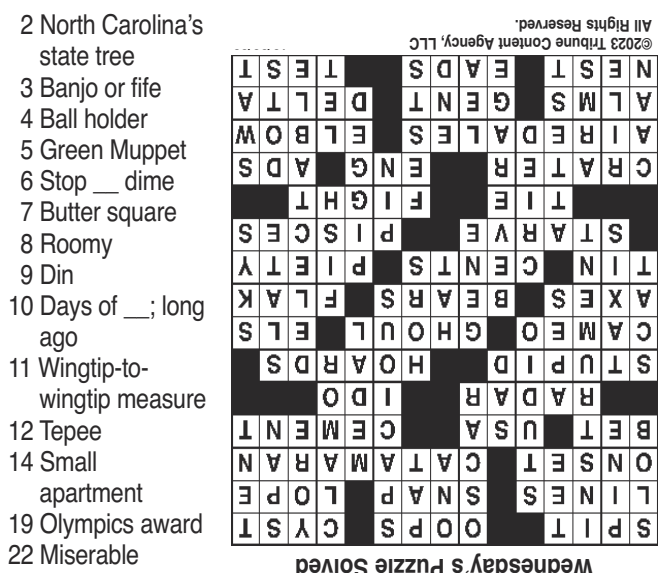 2 North Carolina's
state tree
3 Banjo or fife
4 Ball holder
5 Green Muppet
6 Stop __ dime
7 Butter square
8 Roomy
9 Din
10 Days of __; long
ago
11 Wingtip-to-
wingtip measure
12 Tepee
14 Small
apartment
19 Olympics award
22 Miserable
Wednesday's Puzzle Solved
SPIT OOPS CYST
LINES SNAP LOPE
ONSET CATAMARAN
BET USA CEMENT
RADAR IDO
STUPID HOARDS
CAMEO GHOUL ELS
AXES BEARS FLAK
TIN CENTS PIETY
STARVE PISCES
TIE FIGHT
CRATER ENG ADS
AIREDALES ELBOW
ALMS GENT DELTA
NEST EADS TEST
©2023 Tribune Content Agency, LLC
All Rights Reserved.